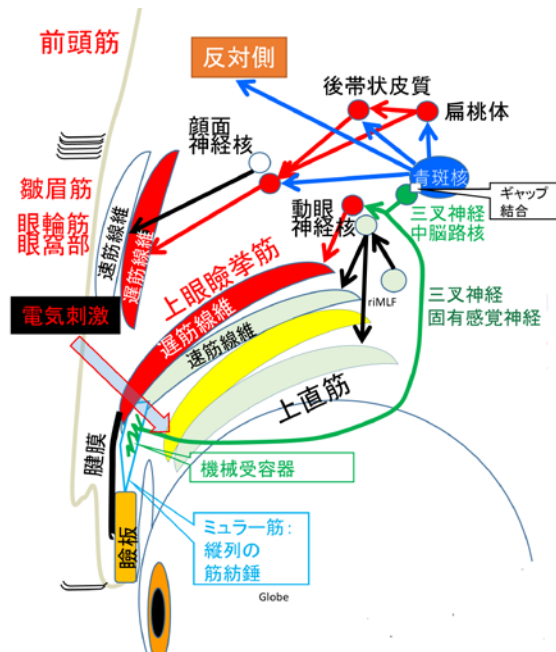 前頭筋
反対側
後帯状皮質
扁桃体
顔面
神経核
青斑核
ギャップ
結合
皺眉筋
眼輪筋
眼窩部
速筋線維
遅筋線維
動眼
神経核
三叉神経
中脳路核
上眼瞼挙筋
遅筋線維
速筋線維
riMLF
三叉神経
固有感覚神経
電気刺激
上直筋
腱膜
機械受容器
瞼板
ミュラー筋：
縦列の
筋紡錘
Globe